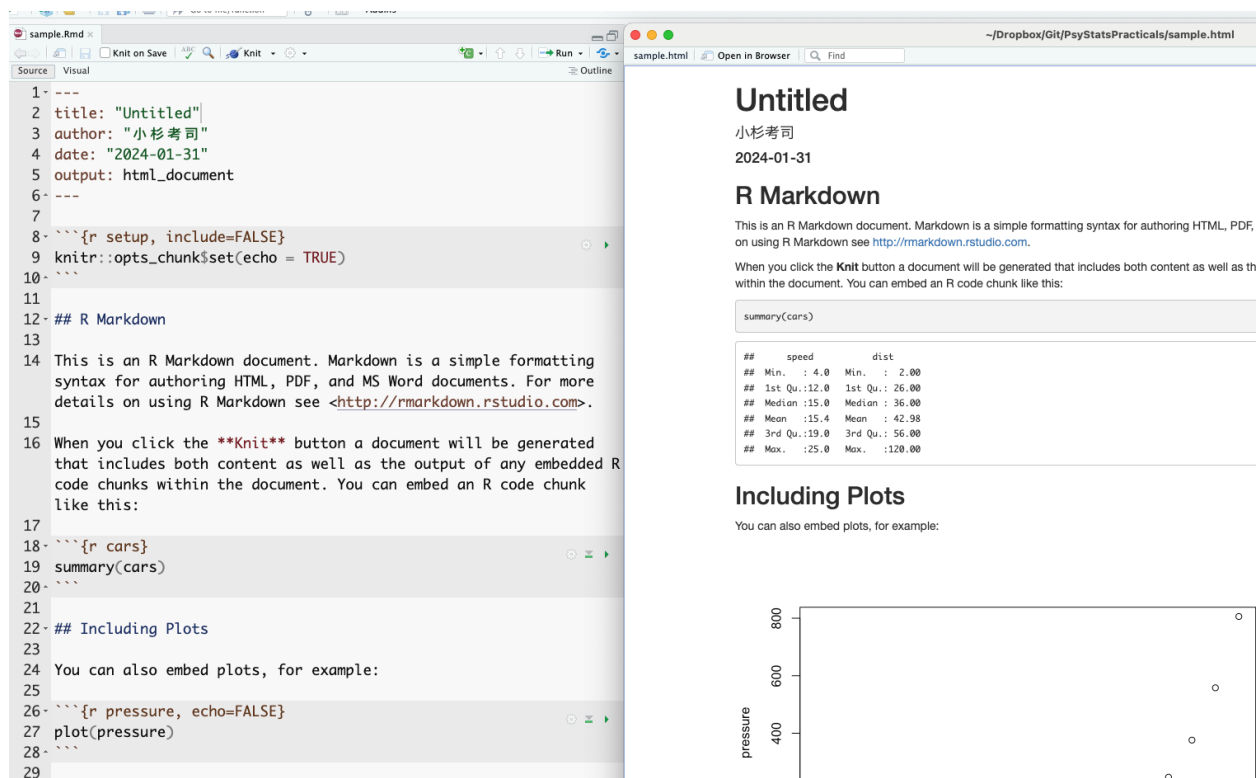 sample.Rmd
Knit on Save
ABC
Knit
Run
Source
Visual
Outline
1 ---
2 title: "Untitled"
3 author: "小杉考司"
4 date: "2024-01-31"
5 output: html_document
6 ---
7
8 ```{r setup, include=FALSE}
9 knitr::opts_chunk$set(echo = TRUE)
10 ```
11
12 ## R Markdown
13
14 This is an R Markdown document. Markdown is a simple formatting
syntax for authoring HTML, PDF, and MS Word documents. For more
details on using R Markdown see <http://rmarkdown.rstudio.com>.
15
16 When you click the **Knit** button a document will be generated
that includes both content as well as the output of any embedded R
code chunks within the document. You can embed an R code chunk
like this:
17
18 ```{r cars}
19 summary(cars)
20 ```
21
22 ## Including Plots
23
24 You can also embed plots, for example:
25
26 ```{r pressure, echo=FALSE}
27 plot(pressure)
28 ```
29
~/Dropbox/Git/PsyStatsPracticals/sample.html
sample.html
Open in Browser
Find
Untitled
小杉考司
2024-01-31
R Markdown
This is an R Markdown document. Markdown is a simple formatting syntax for authoring HTML, PDF,
on using R Markdown see http://rmarkdown.rstudio.com.
When you click the Knit button a document will be generated that includes both content as well as th
within the document. You can embed an R code chunk like this:
summary(cars)
##      speed           dist
## Min.   : 4.0   Min.   :  2.00
## 1st Qu.:12.0   1st Qu.: 26.00
## Median :15.0   Median : 36.00
## Mean   :15.4   Mean   : 42.98
## 3rd Qu.:19.0   3rd Qu.: 56.00
## Max.   :25.0   Max.   :120.00
Including Plots
You can also embed plots, for example:
800
600
400
pressure